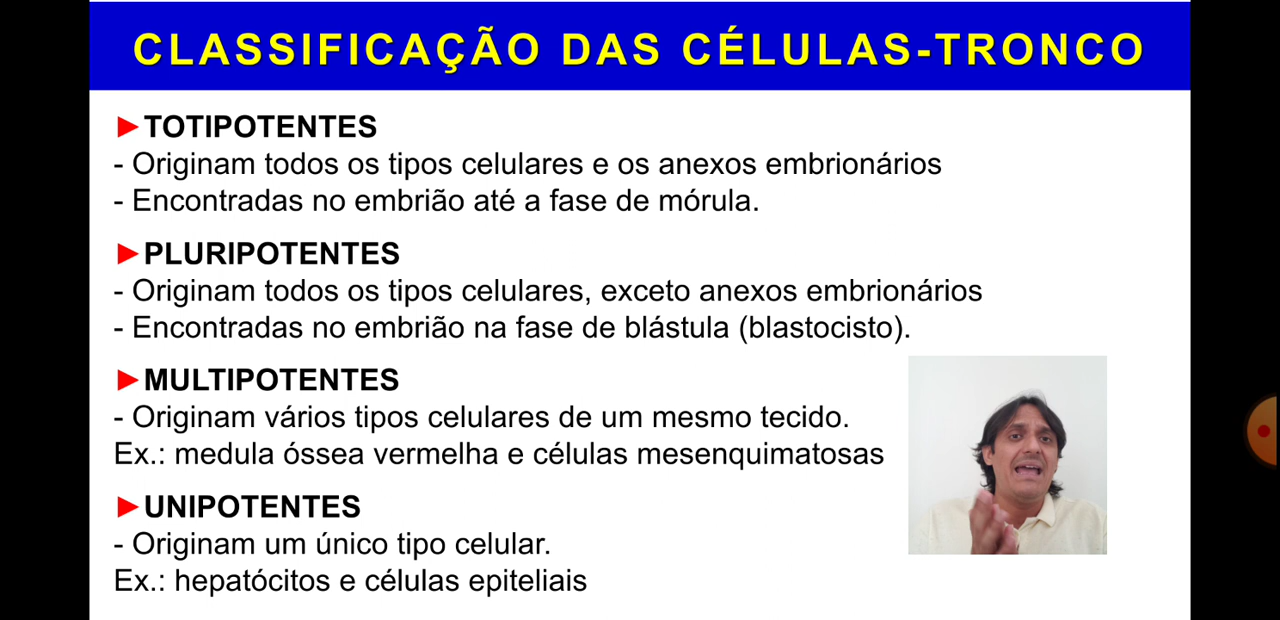 CLASSIFICAÇÃO DAS CÉLULAS-TRONCO
►TOTIPOTENTES
- Originam todos os tipos celulares e os anexos embrionários
- Encontradas no embrião até a fase de mórula.
►PLURIPOTENTES
- Originam todos os tipos celulares, exceto anexos embrionários
- Encontradas no embrião na fase de blástula (blastocisto).
►MULTIPOTENTES
- Originam vários tipos celulares de um mesmo tecido.
Ex.: medula óssea vermelha e células mesenquimatosas
►UNIPOTENTES
- Originam um único tipo celular.
Ex.: hepatócitos e células epiteliais